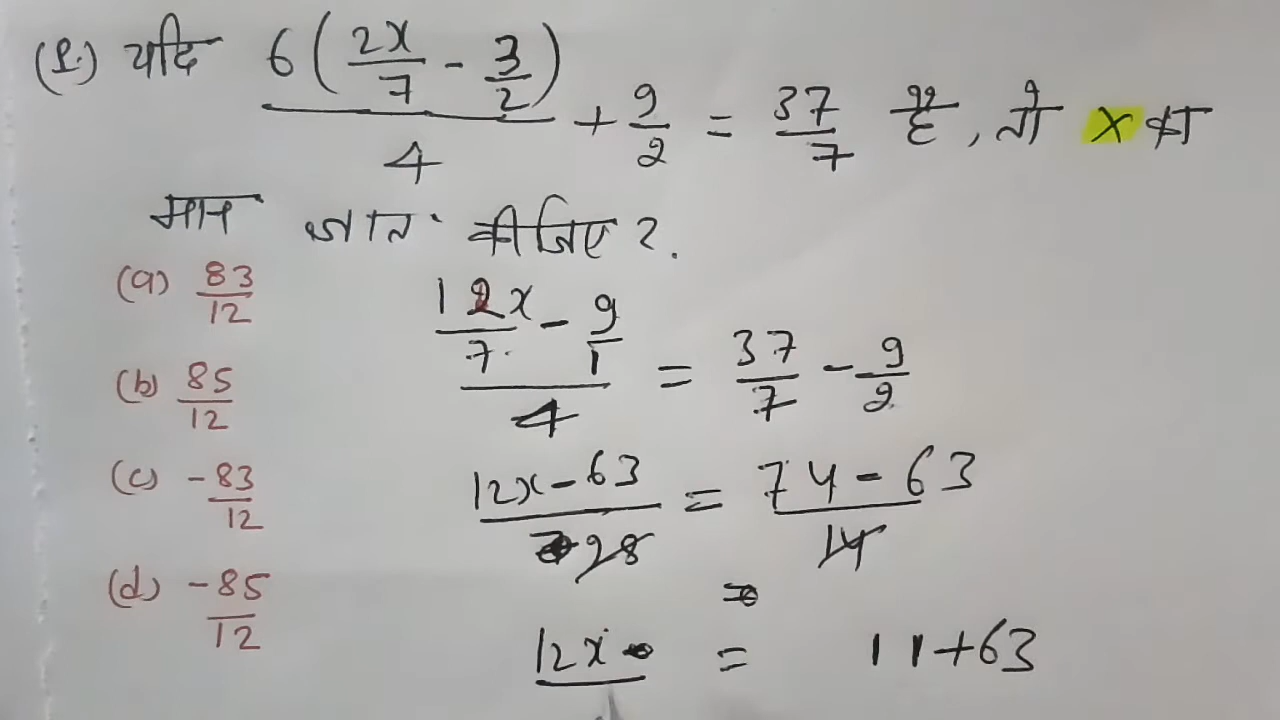 (1.) यदि 6(2x/7 - 3/2)/4 + 9/2 = 37/7 है, तो x का
मान ज्ञात कीजिए ?.
(a) 83/12
(b) 85/12
(c) -83/12
(d) -85/12
(12x/7 - 9/1)/4 = 37/7 - 9/2
(12x - 63)/28 = (74 - 63)/14
12x = 11+63